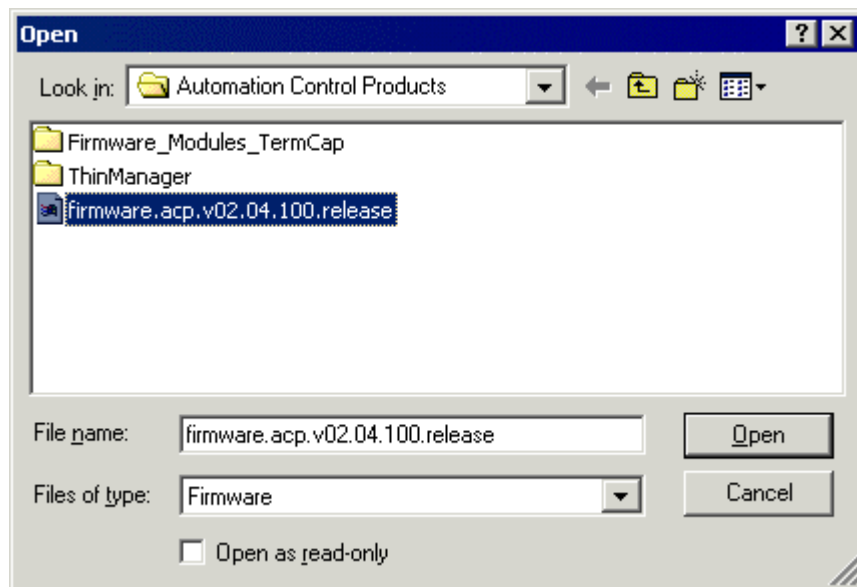 Open
Look in: Automation Control Products
Firmware_Modules_TermCap
ThinManager
firmware.acp.v02.04.100.release
File name: firmware.acp.v02.04.100.release Open
Files of type: Firmware Cancel
Open as read-only